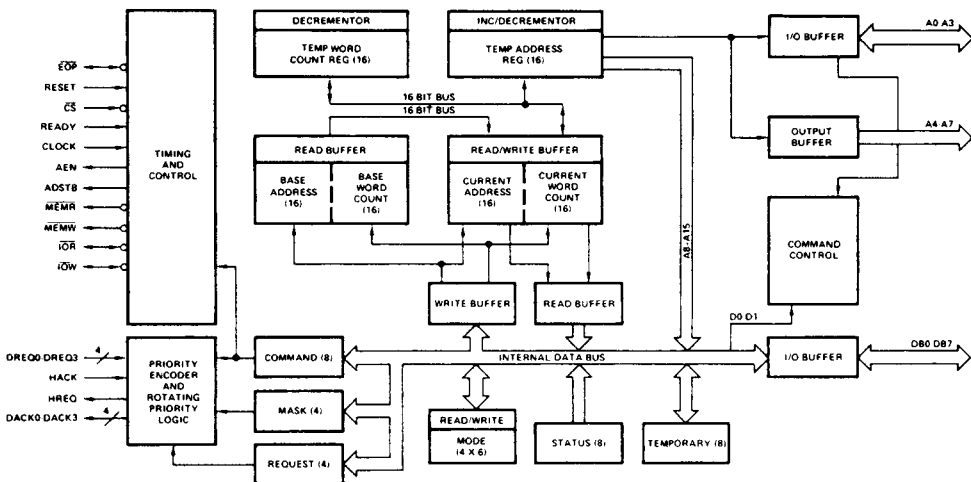 DECREMENTOR
TEMP WORD
COUNT REG (16)
INC/DECREMENTOR
TEMP ADDRESS
REG (16)
I/O BUFFER
A0 A3
16 BIT BUS
16 BIT BUS
OUTPUT
BUFFER
A4 A7
EOP
RESET
CS
READY
CLOCK
AEN
ADSTB
MEMR
MEMW
IOR
IOW
TIMING
AND
CONTROL
READ BUFFER
BASE
ADDRESS
(16)
BASE
WORD
COUNT
(16)
READ/WRITE BUFFER
CURRENT
ADDRESS
(16)
CURRENT
WORD
COUNT
(16)
A8-A15
COMMAND
CONTROL
WRITE BUFFER
READ BUFFER
D0 D1
DREQ0-DREQ3
4
HACK
HREQ
DACK0 DACK3
4
PRIORITY
ENCODER
AND
ROTATING
PRIORITY
LOGIC
COMMAND (8)
MASK (4)
REQUEST (4)
INTERNAL DATA BUS
I/O BUFFER
DB0 DB7
READ/WRITE
MODE
(4 X 6)
STATUS (8)
TEMPORARY (8)